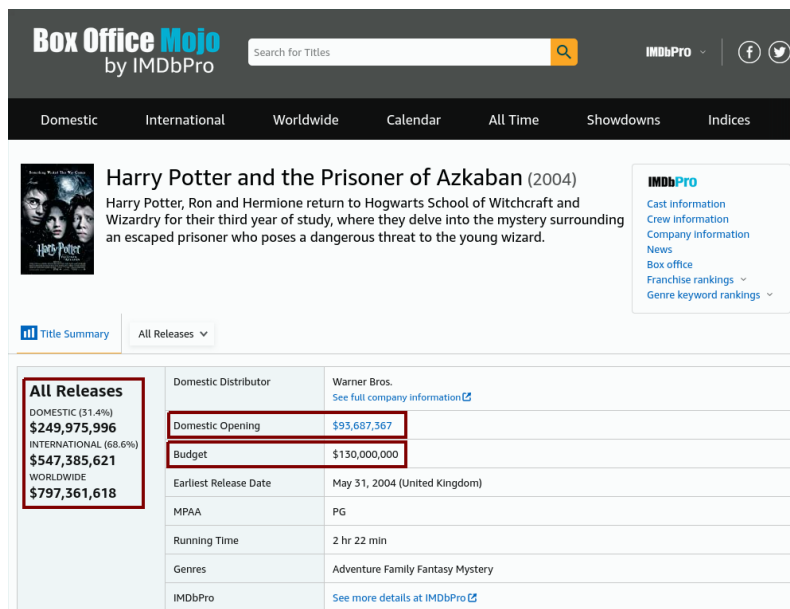 Box Office Mojo
by IMDbPro
Search for Titles
IMDbPro
Domestic International Worldwide Calendar All Time Showdowns Indices
Harry Potter and the Prisoner of Azkaban (2004)
Harry Potter, Ron and Hermione return to Hogwarts School of Witchcraft and
Wizardry for their third year of study, where they delve into the mystery surrounding
an escaped prisoner who poses a dangerous threat to the young wizard.
Harry Potter
IMDbPro
Cast information
Crew information
Company information
News
Box office
Franchise rankings
Genre keyword rankings
Title Summary
All Releases
All Releases
DOMESTIC (31.4%)
$249,975,996
INTERNATIONAL (68.6%)
$547,385,621
WORLDWIDE
$797,361,618
Domestic Distributor Warner Bros.
See full company information
Domestic Opening $93,687,367
Budget $130,000,000
Earliest Release Date May 31, 2004 (United Kingdom)
MPAA PG
Running Time 2 hr 22 min
Genres Adventure Family Fantasy Mystery
IMDbPro See more details at IMDbPro